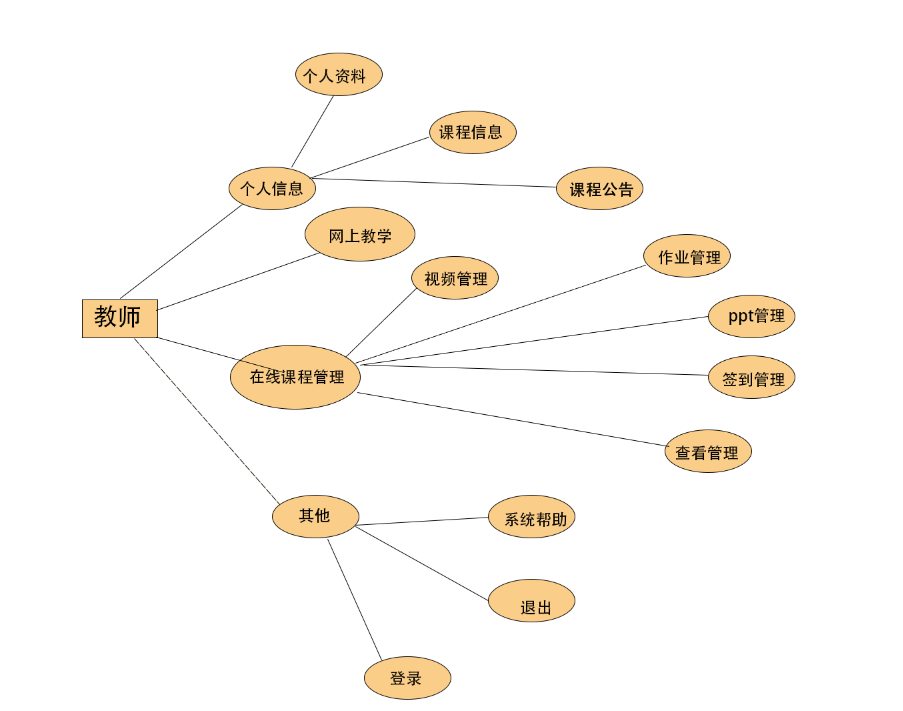 个人资料
课程信息
个人信息
课程公告
网上教学
作业管理
视频管理
教师
ppt管理
在线课程管理
签到管理
查看管理
其他
系统帮助
退出
登录